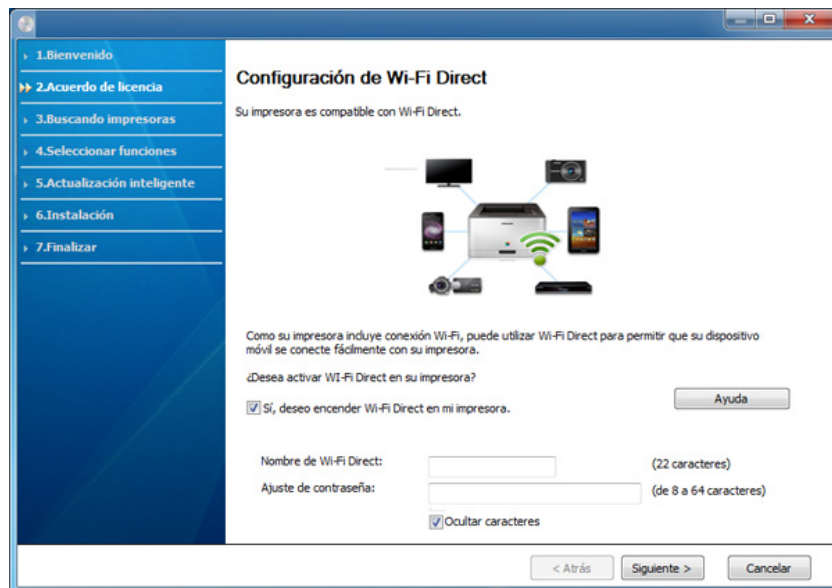 1.Bienvenido
2.Acuerdo de licencia
3.Buscando impresoras
4.Seleccionar funciones
5.Actualización inteligente
6.Instalación
7.Finalizar
Configuración de Wi-Fi Direct
Su impresora es compatible con Wi-Fi Direct.
Como su impresora incluye conexión Wi-Fi, puede utilizar Wi-Fi Direct para permitir que su dispositivo
móvil se conecte fácilmente con su impresora.
¿Desea activar WI-Fi Direct en su impresora?
Sí, deseo encender Wi-Fi Direct en mi impresora.
Ayuda
Nombre de Wi-Fi Direct: (22 caracteres)
Ajuste de contraseña: (de 8 a 64 caracteres)
Ocultar caracteres
< Atrás Siguiente > Cancelar